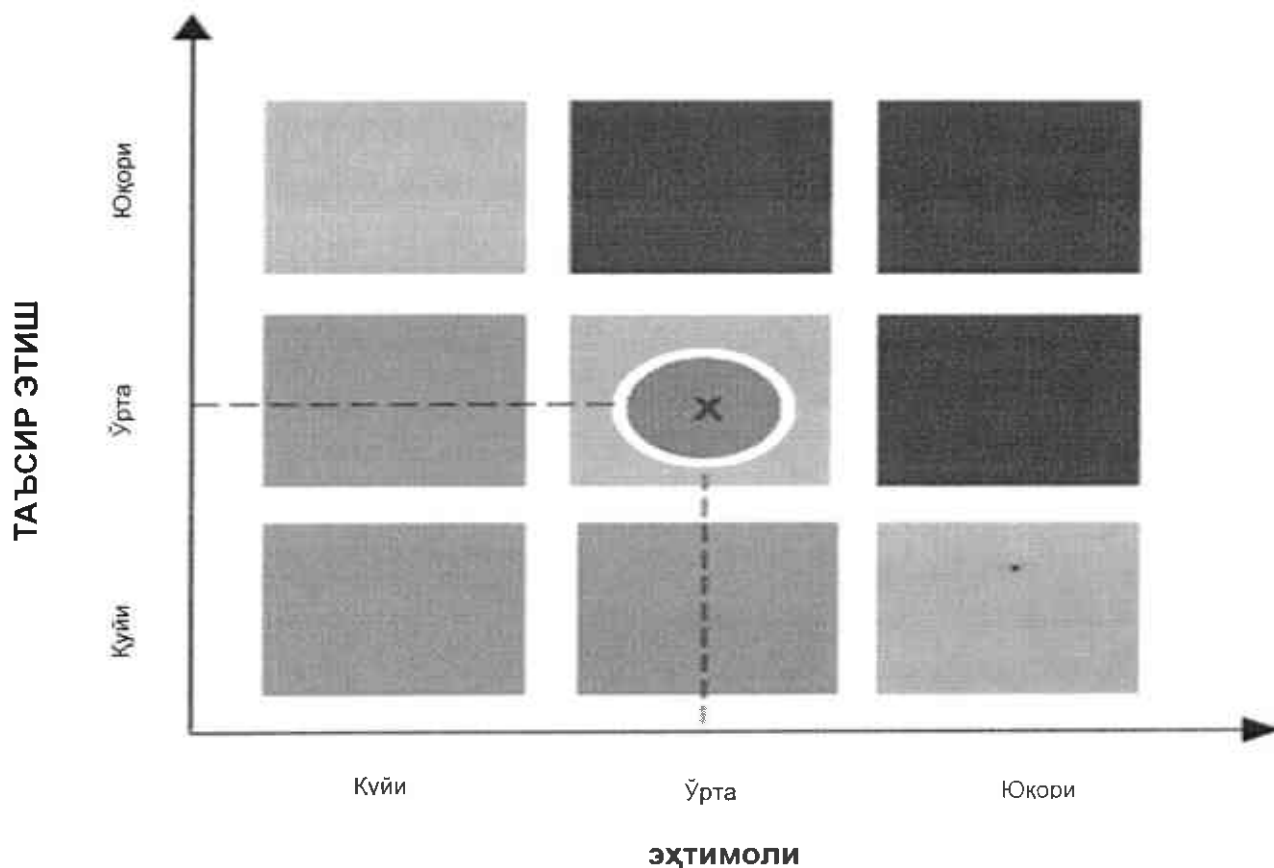 ТАЪСИР ЭТИШ
Юқори
Ўрта
Қуйи
X
Қуйи
Ўрта
Юқори
эҳтимоли